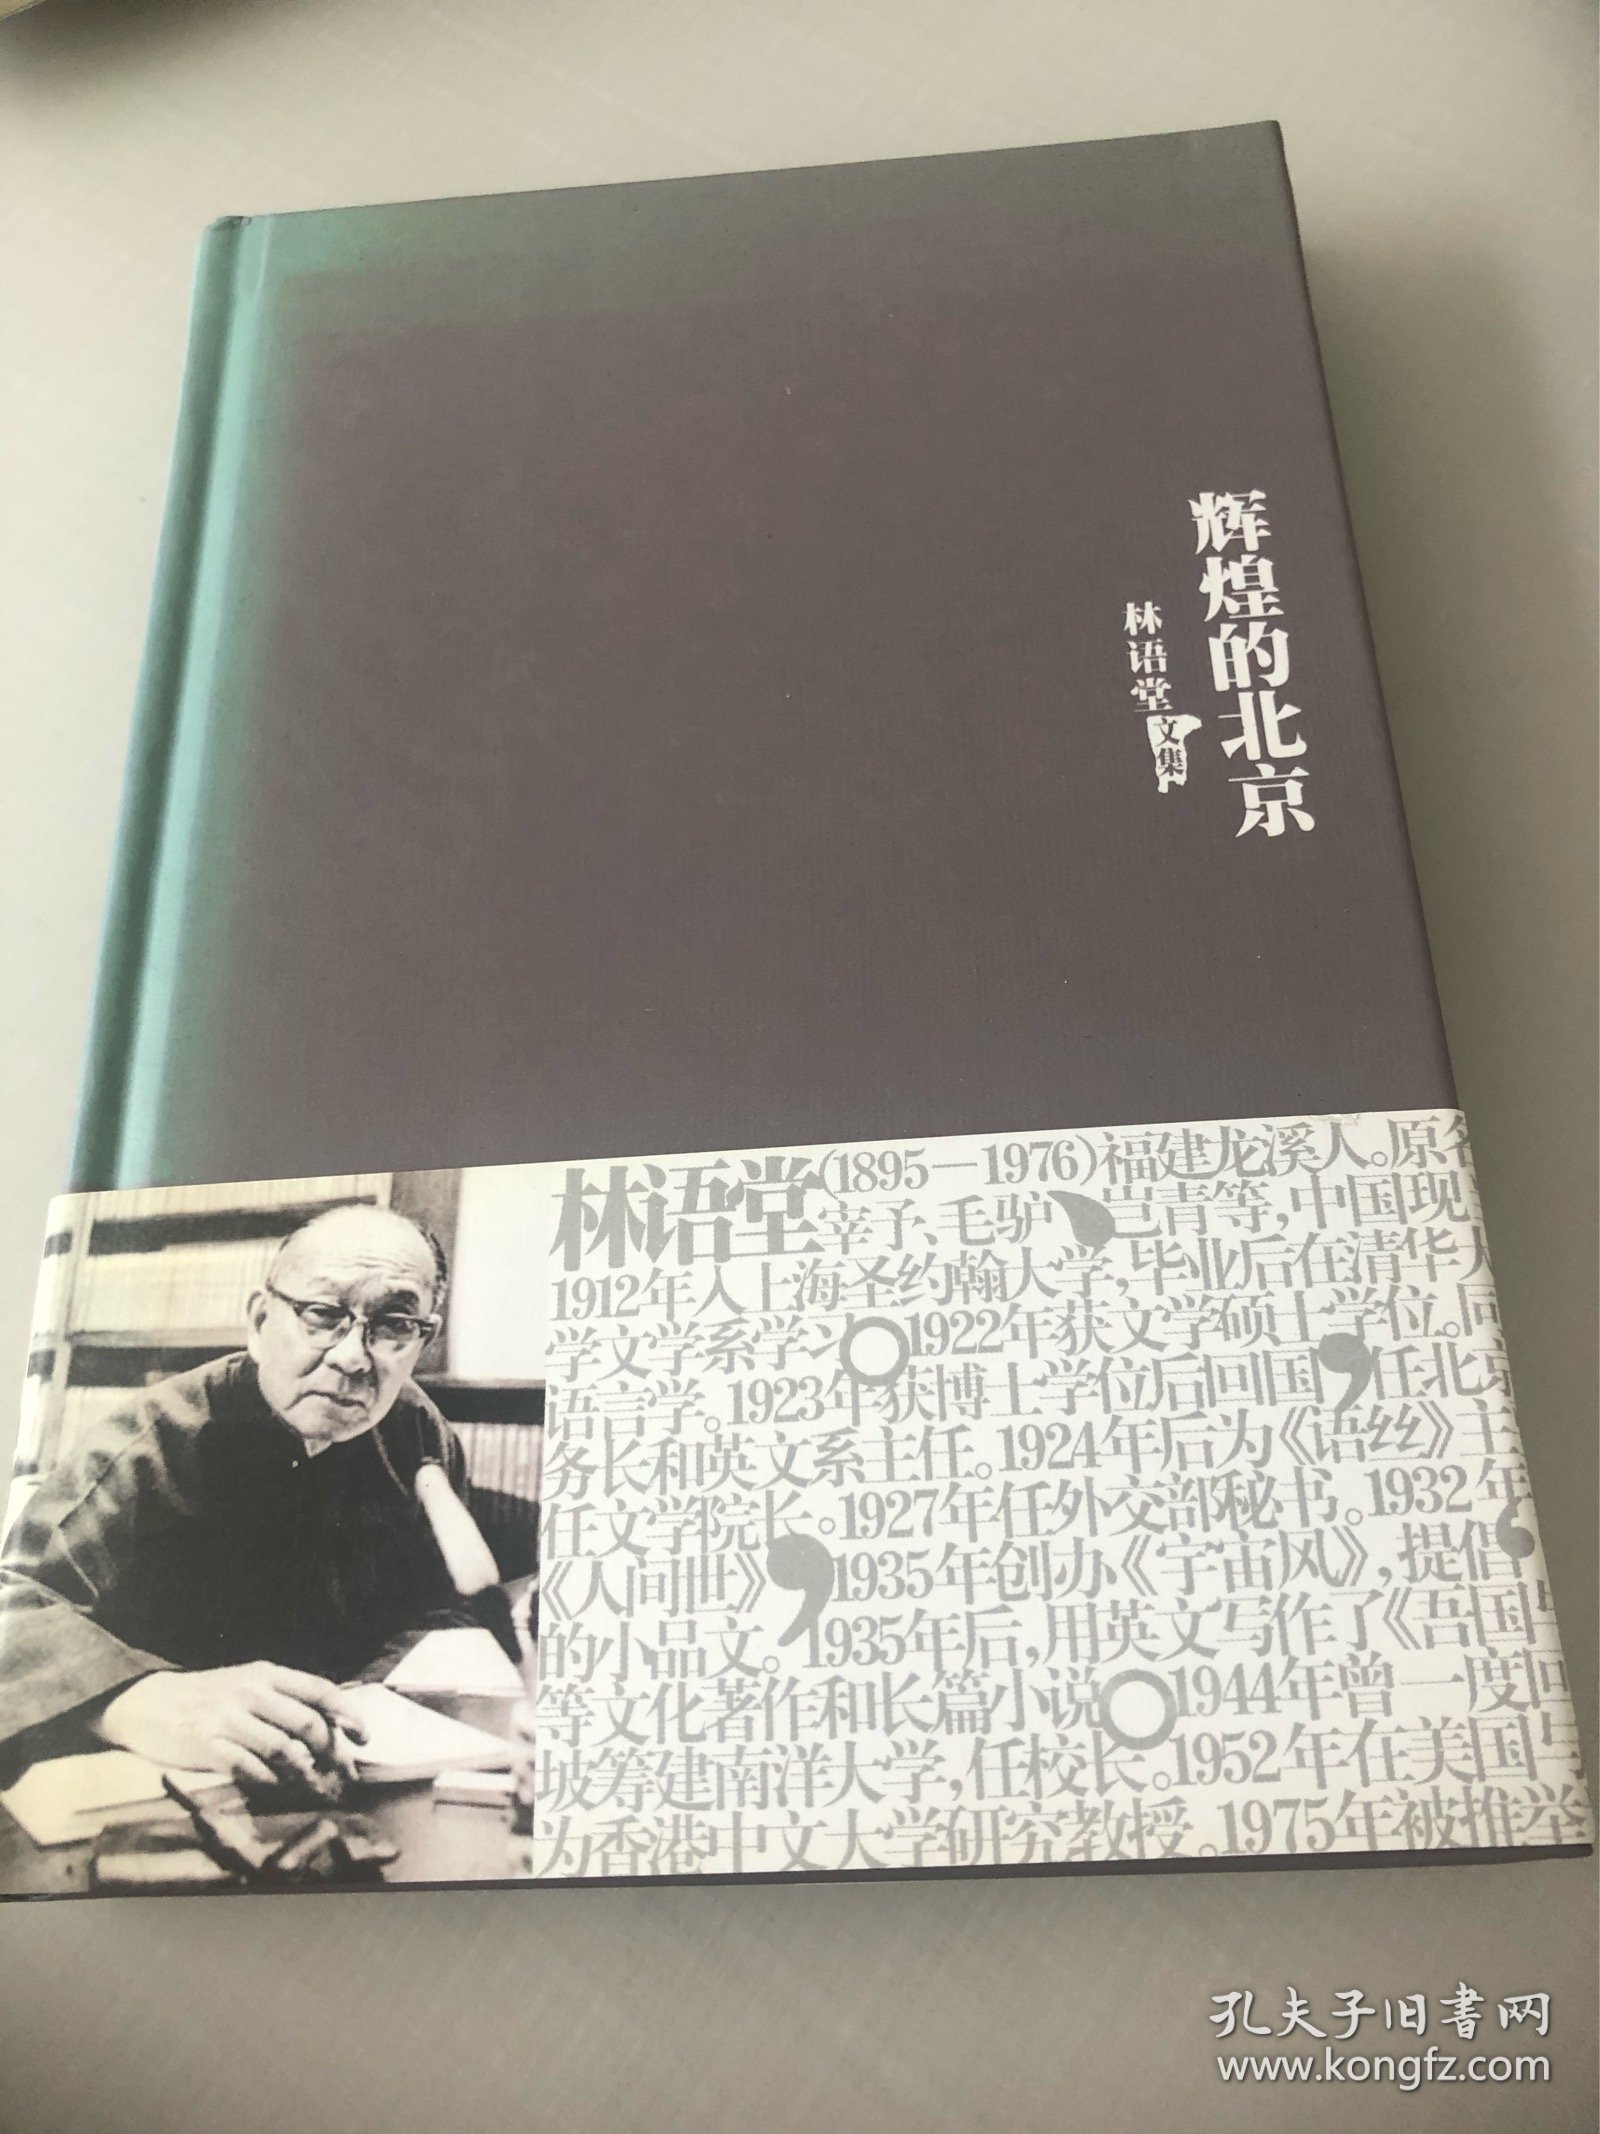 辉煌的北京
林语堂文集
林语堂(1895—1976)福建龙溪人。原名
宰予、毛驴、岂青等，中国现
1912年入上海圣约翰大学，毕业后在清华大
学文学系学习。1922年获文学硕士学位。同
语言学。1923年获博士学位后回国，任北京
务长和英文系主任。1924年后为《语丝》主
任文学院长。1927年任外交部秘书。1932年
《人间世》，1935年创办《宇宙风》，提倡“
的小品文。1935年后，用英文写作了《吾国与
等文化著作和长篇小说。1944年曾一度回
坡筹建南洋大学，任校长。1952年在美国与
为香港中文大学研究教授。1975年被推举
孔夫子旧书网
www.kongfz.com